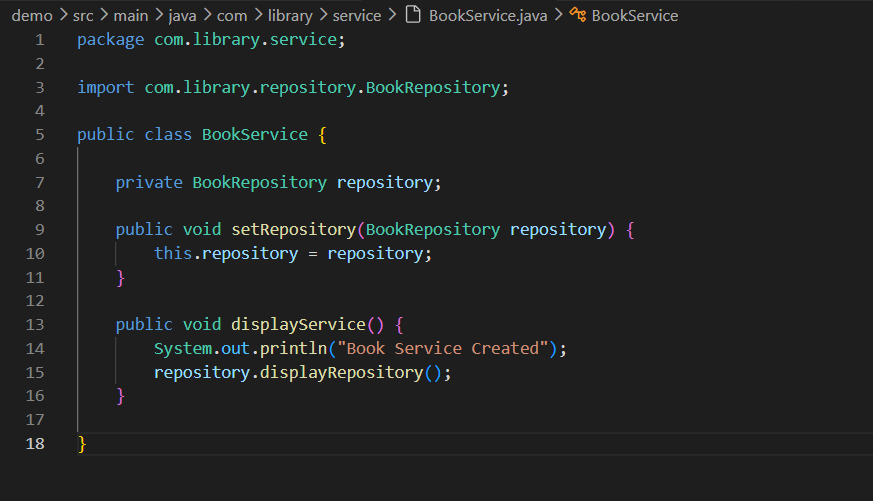 demo > src > main > java > com > library > service > BookService.java > BookService
1 package com.library.service;
2
3 import com.library.repository.BookRepository;
4
5 public class BookService {
6
7     private BookRepository repository;
8
9     public void setRepository(BookRepository repository) {
10         this.repository = repository;
11     }
12
13     public void displayService() {
14         System.out.println("Book Service Created");
15         repository.displayRepository();
16     }
17
18 }